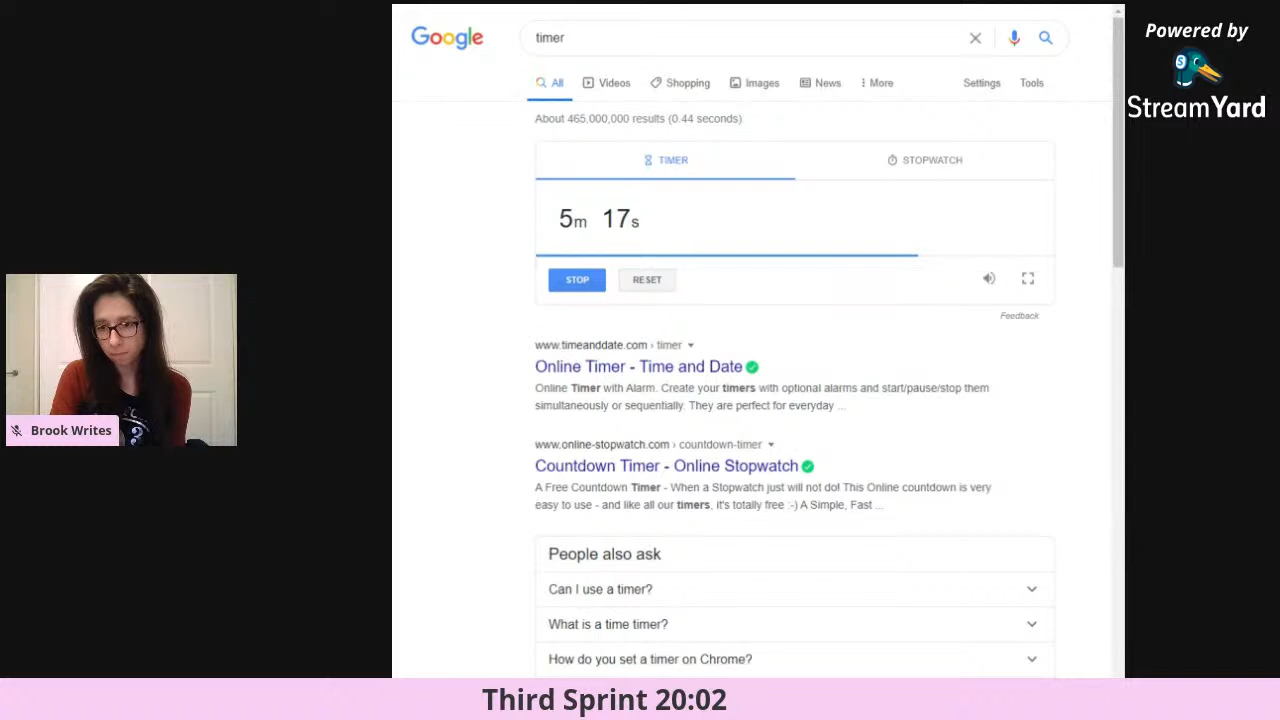 Google
timer
All
Videos
Shopping
Images
News
More
Settings
Tools
About 465,000,000 results (0.44 seconds)
TIMER
STOPWATCH
5m 17s
STOP
RESET
Feedback
www.timeanddate.com › timer
Online Timer - Time and Date
Online Timer with Alarm. Create your timers with optional alarms and start/pause/stop them
simultaneously or sequentially. They are perfect for everyday ...
www.online-stopwatch.com › countdown-timer
Countdown Timer - Online Stopwatch
A Free Countdown Timer - When a Stopwatch just will not do! This Online countdown is very
easy to use - and like all our timers, it's totally free :-) A Simple, Fast ...
People also ask
Can I use a timer?
What is a time timer?
How do you set a timer on Chrome?
Powered by
StreamYard
Brook Writes
Third Sprint 20:02